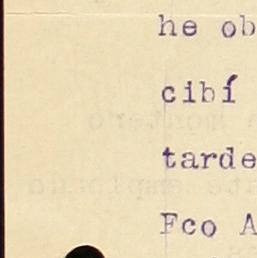 he ob
cibí
tarde
Fco A